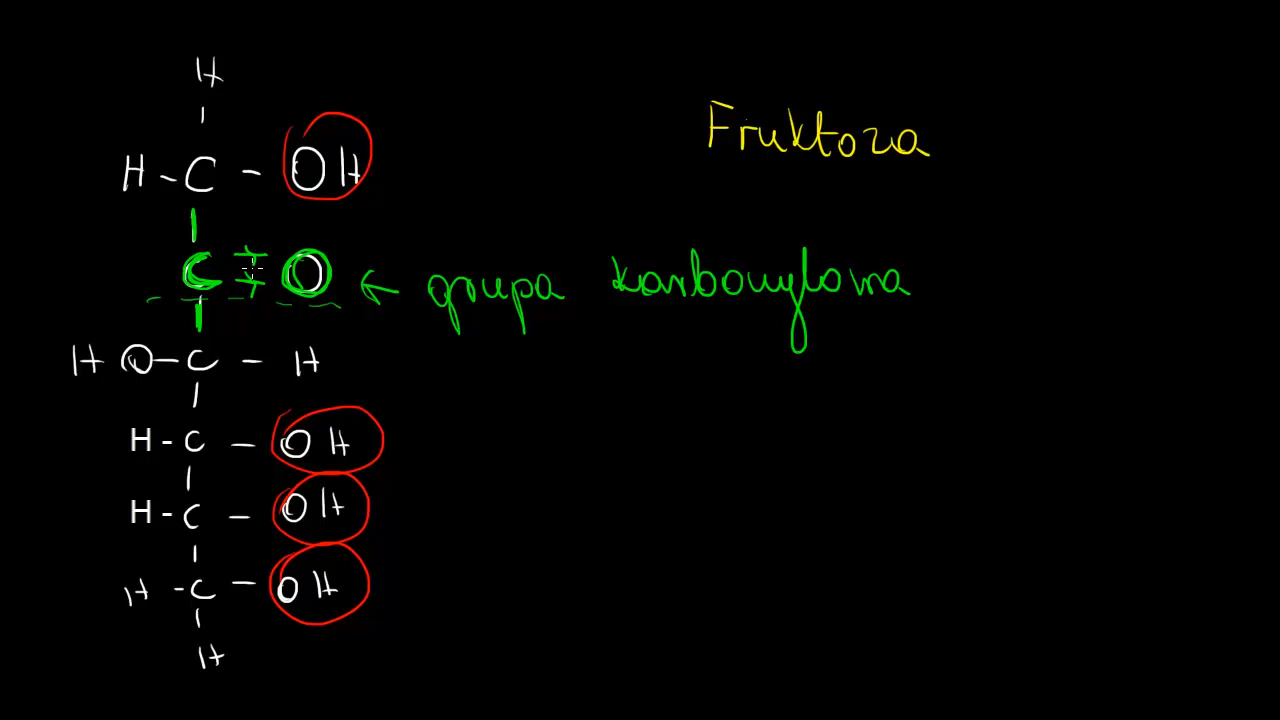 Fruktoza
H
H - C - OH
C = O ← grupa karbonylowa
HO - C - H
H - C - OH
H - C - OH
H - C - OH
H